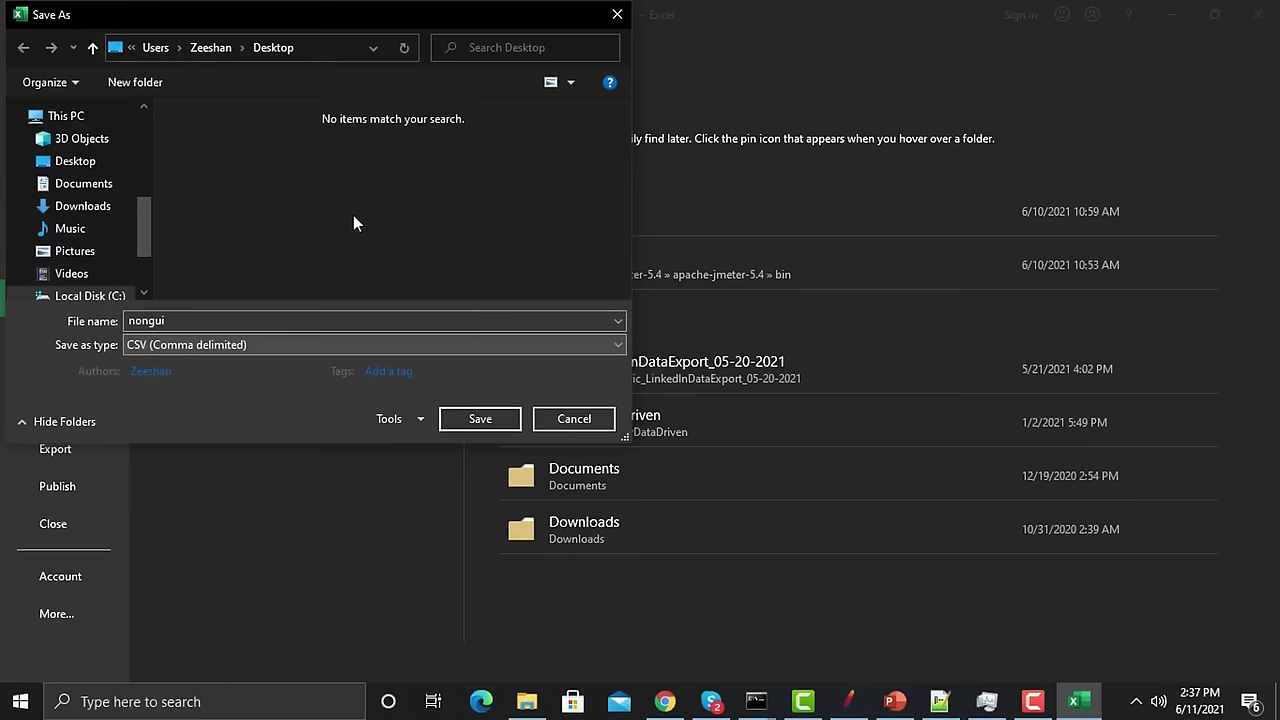 Save As
- Excel
Sign in
Users
Zeeshan
Desktop
Search Desktop
Organize
New folder
No items match your search.
This PC
3D Objects
Desktop
Documents
Downloads
Music
Pictures
Videos
Local Disk (C:)
File name: nongui
Save as type: CSV (Comma delimited)
Authors: Zeeshan
Tags: Add a tag
Tools
Save
Cancel
Hide Folders
ily find later. Click the pin icon that appears when you hover over a folder.
6/10/2021 10:59 AM
6/10/2021 10:53 AM
ter-5.4 » apache-jmeter-5.4 » bin
nDataExport_05-20-2021
ic_LinkedInDataExport_05-20-2021
5/21/2021 4:02 PM
riven
rDataDriven
1/2/2021 5:49 PM
Documents
Documents
12/19/2020 2:54 PM
Downloads
Downloads
10/31/2020 2:39 AM
Export
Publish
Close
Account
More...
Type here to search
2
2:37 PM
6/11/2021
6